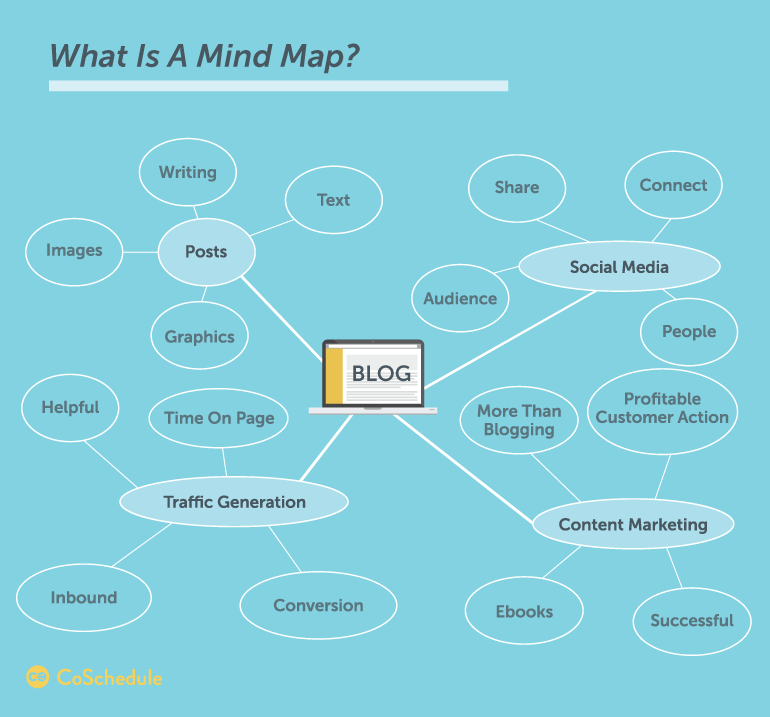 What Is A Mind Map?
Writing
Text
Images
Posts
Graphics
Share
Connect
Social Media
Audience
People
BLOG
Helpful
Time On Page
Traffic Generation
Inbound
Conversion
More Than
Blogging
Profitable
Customer Action
Content Marketing
Ebooks
Successful
ce CoSchedule